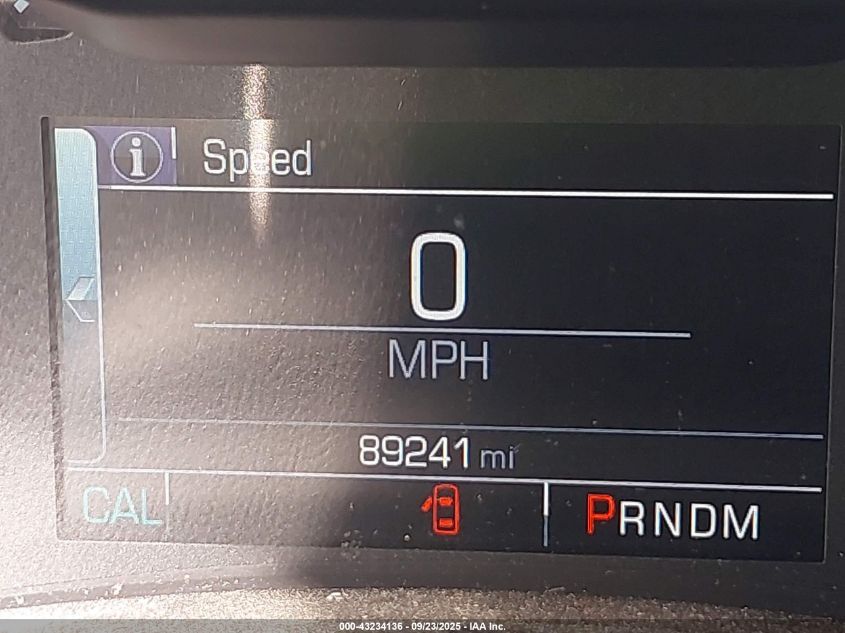 i Speed
0
MPH
89241 mi
CAL PRNDM
000-43234136 - 09/23/2025 - IAA Inc.